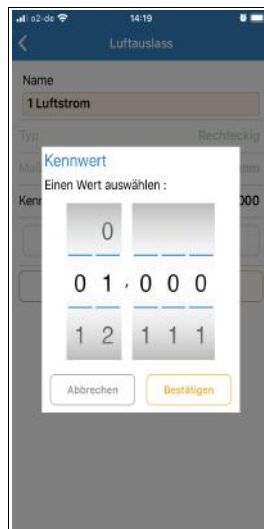 o2-de 14:19
Luftauslass
Name
1 Luftstrom
Typ Rechteckig
mm
000
Kennwert
Einen Wert auswählen :
0
0 1 , 0 0 0
1 2 1 1 1
Abbrechen Bestätigen